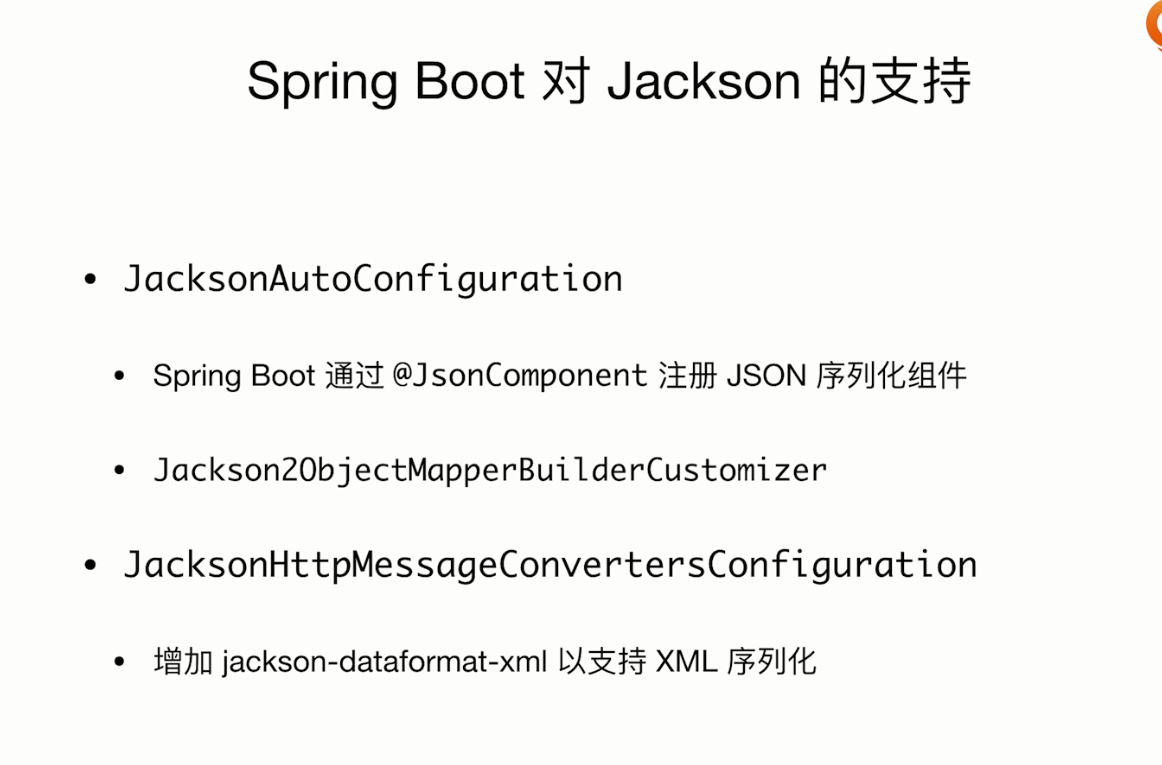 Spring Boot 对 Jackson 的支持
• JacksonAutoConfiguration
• Spring Boot 通过 @JsonComponent 注册 JSON 序列化组件
• Jackson2ObjectMapperBuilderCustomizer
• JacksonHttpMessageConvertersConfiguration
• 增加 jackson-dataformat-xml 以支持 XML 序列化